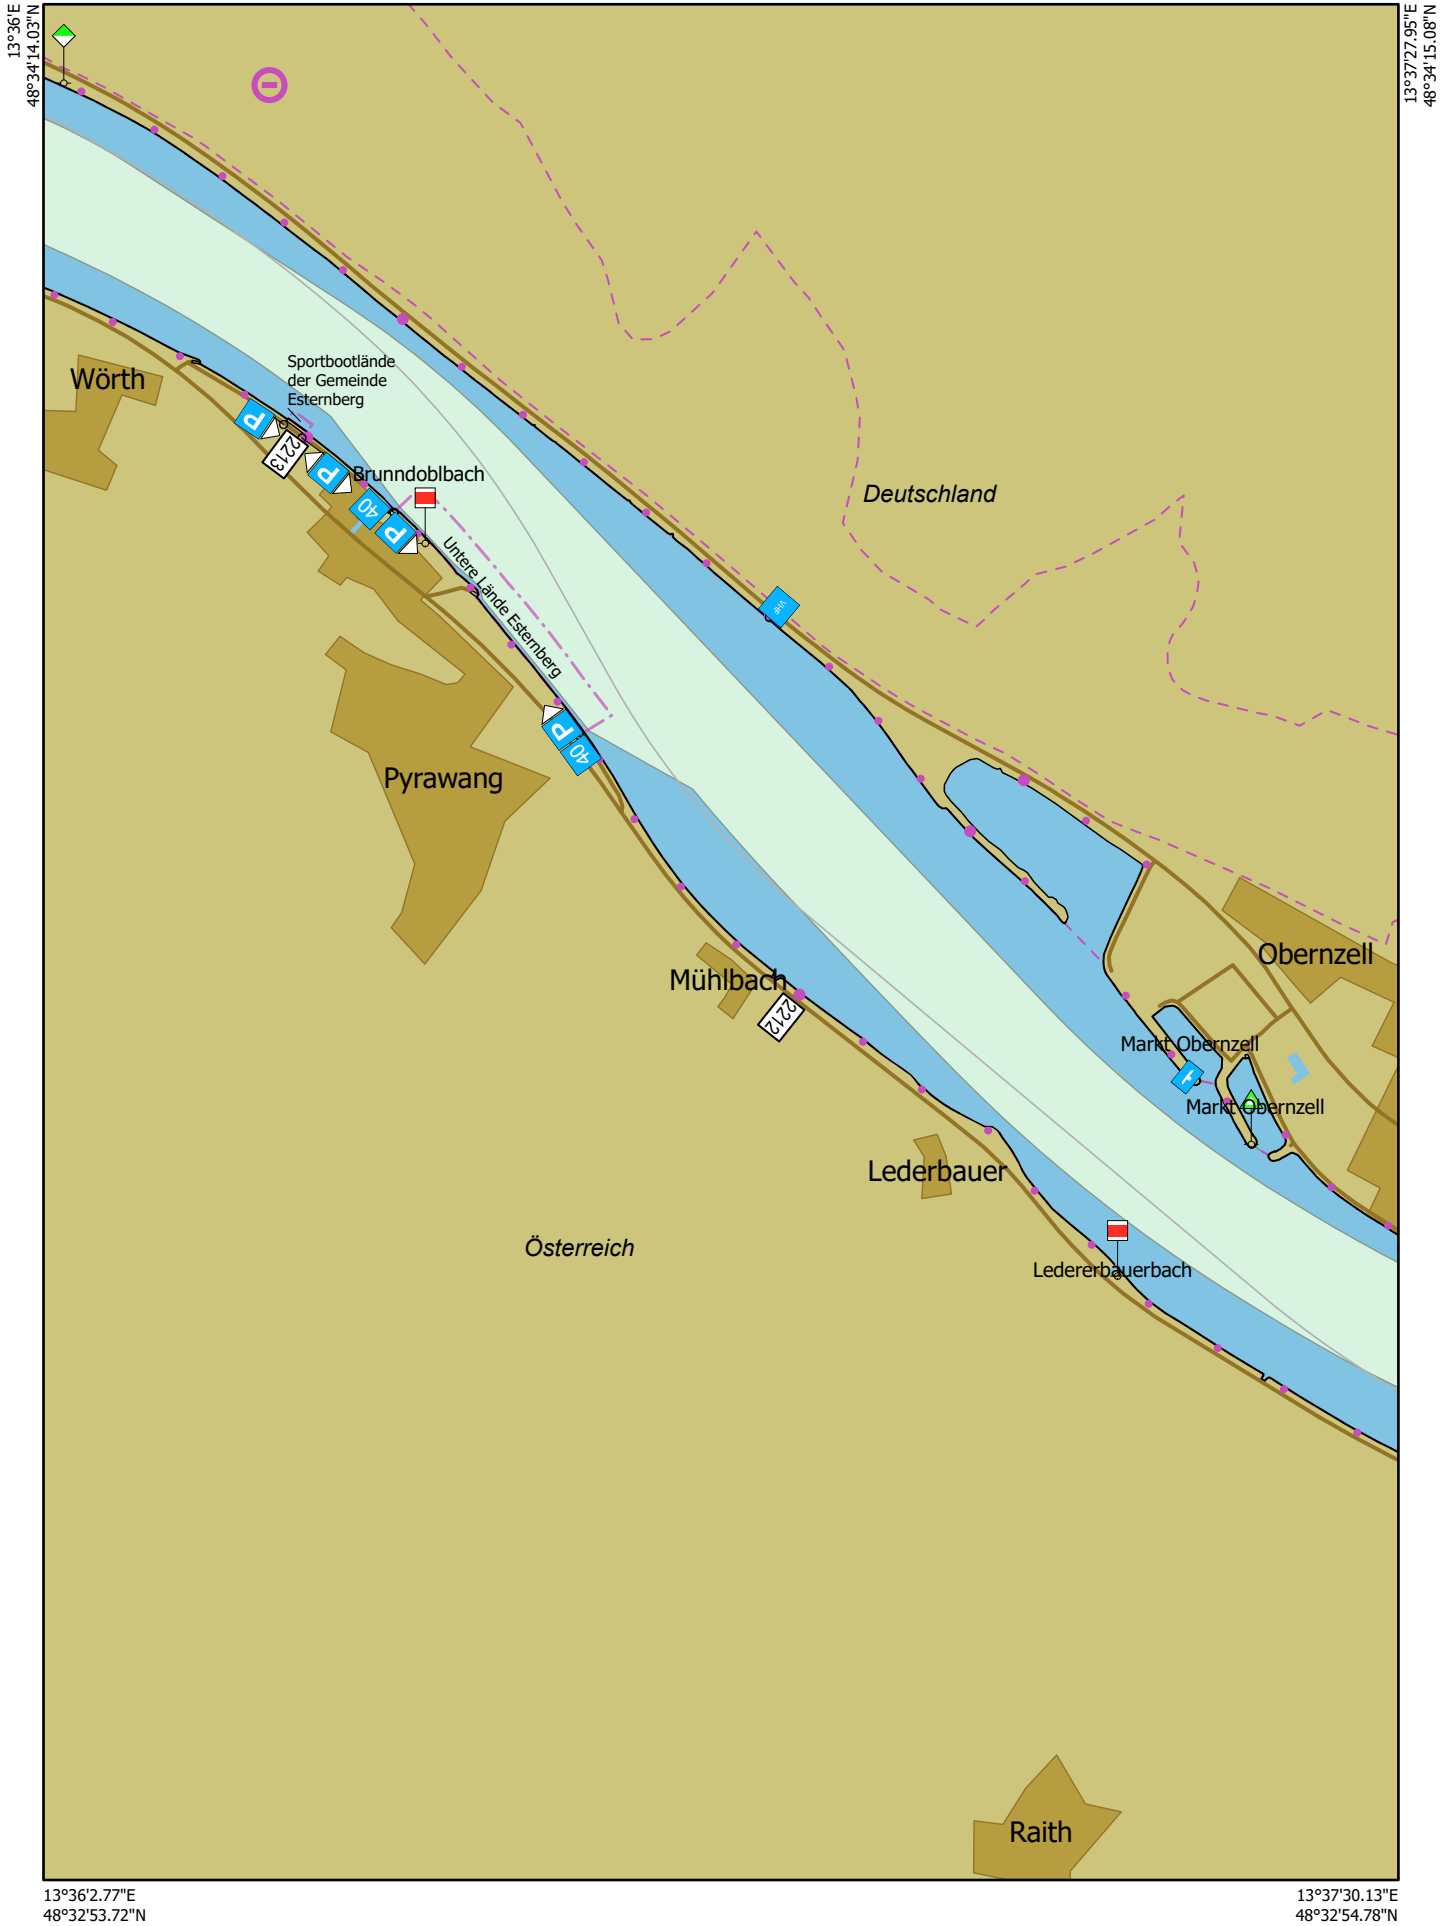 13°36'E
48°34'14.03"N
13°37'27.95"E
48°34'15.08"N
Wörth
Sportbootlände
der Gemeinde
Esternberg
P
2213
P
Brunndoblbach
40
P
Deutschland
Untere Lände Esternberg
VHF
P
40
Pyrawang
Obernzell
Mühlbach
2212
Markt Obernzell
Markt Obernzell
Lederbauer
Österreich
Ledererbauerbach
Raith
13°36'2.77"E
48°32'53.72"N
13°37'30.13"E
48°32'54.78"N